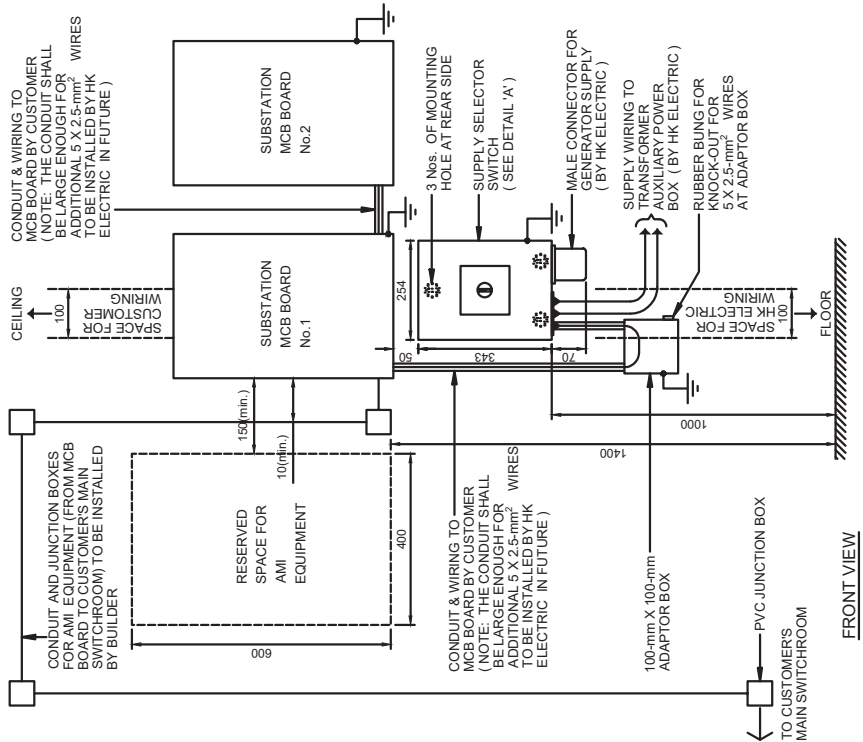 CONDUIT & WIRING TO
MCB BOARD BY CUSTOMER
( NOTE: THE CONDUIT SHALL
BE LARGE ENOUGH FOR
ADDITIONAL 5 X 2.5-mm² WIRES
TO BE INSTALLED BY HK
ELECTRIC IN FUTURE )
CEILING
100
SPACE FOR
CUSTOMER
WIRING
SUBSTATION
MCB BOARD
No.2
SUBSTATION
MCB BOARD
No.1
CONDUIT AND JUNCTION BOXES
FOR AMI EQUIPMENT (FROM MCB
BOARD TO CUSTOMER'S MAIN
SWITCHROOM) TO BE INSTALLED
BY BUILDER
150(min.)
10(min.)
RESERVED
SPACE FOR
AMI
EQUIPMENT
400
600
254
50
343
70
3 Nos. OF MOUNTING
HOLE AT REAR SIDE
SUPPLY SELECTOR
SWITCH
( SEE DETAIL 'A')
MALE CONNECTOR FOR
GENERATOR SUPPLY
( BY HK ELECTRIC )
SUPPLY WIRING TO
TRANSFORMER
AUXILIARY POWER
BOX ( BY HK ELECTRIC )
RUBBER BUNG FOR
KNOCK-OUT FOR
5 X 2.5-mm² WIRES
AT ADAPTOR BOX
SPACE FOR
HK ELECTRIC
WIRING
100
FLOOR
1000
1400
CONDUIT & WIRING TO
MCB BOARD BY CUSTOMER
( NOTE: THE CONDUIT SHALL
BE LARGE ENOUGH FOR
ADDITIONAL 5 X 2.5-mm² WIRES
TO BE INSTALLED BY HK
ELECTRIC IN FUTURE )
100-mm X 100-mm
ADAPTOR BOX
PVC JUNCTION BOX
TO CUSTOMER'S
MAIN SWITCHROOM
FRONT VIEW